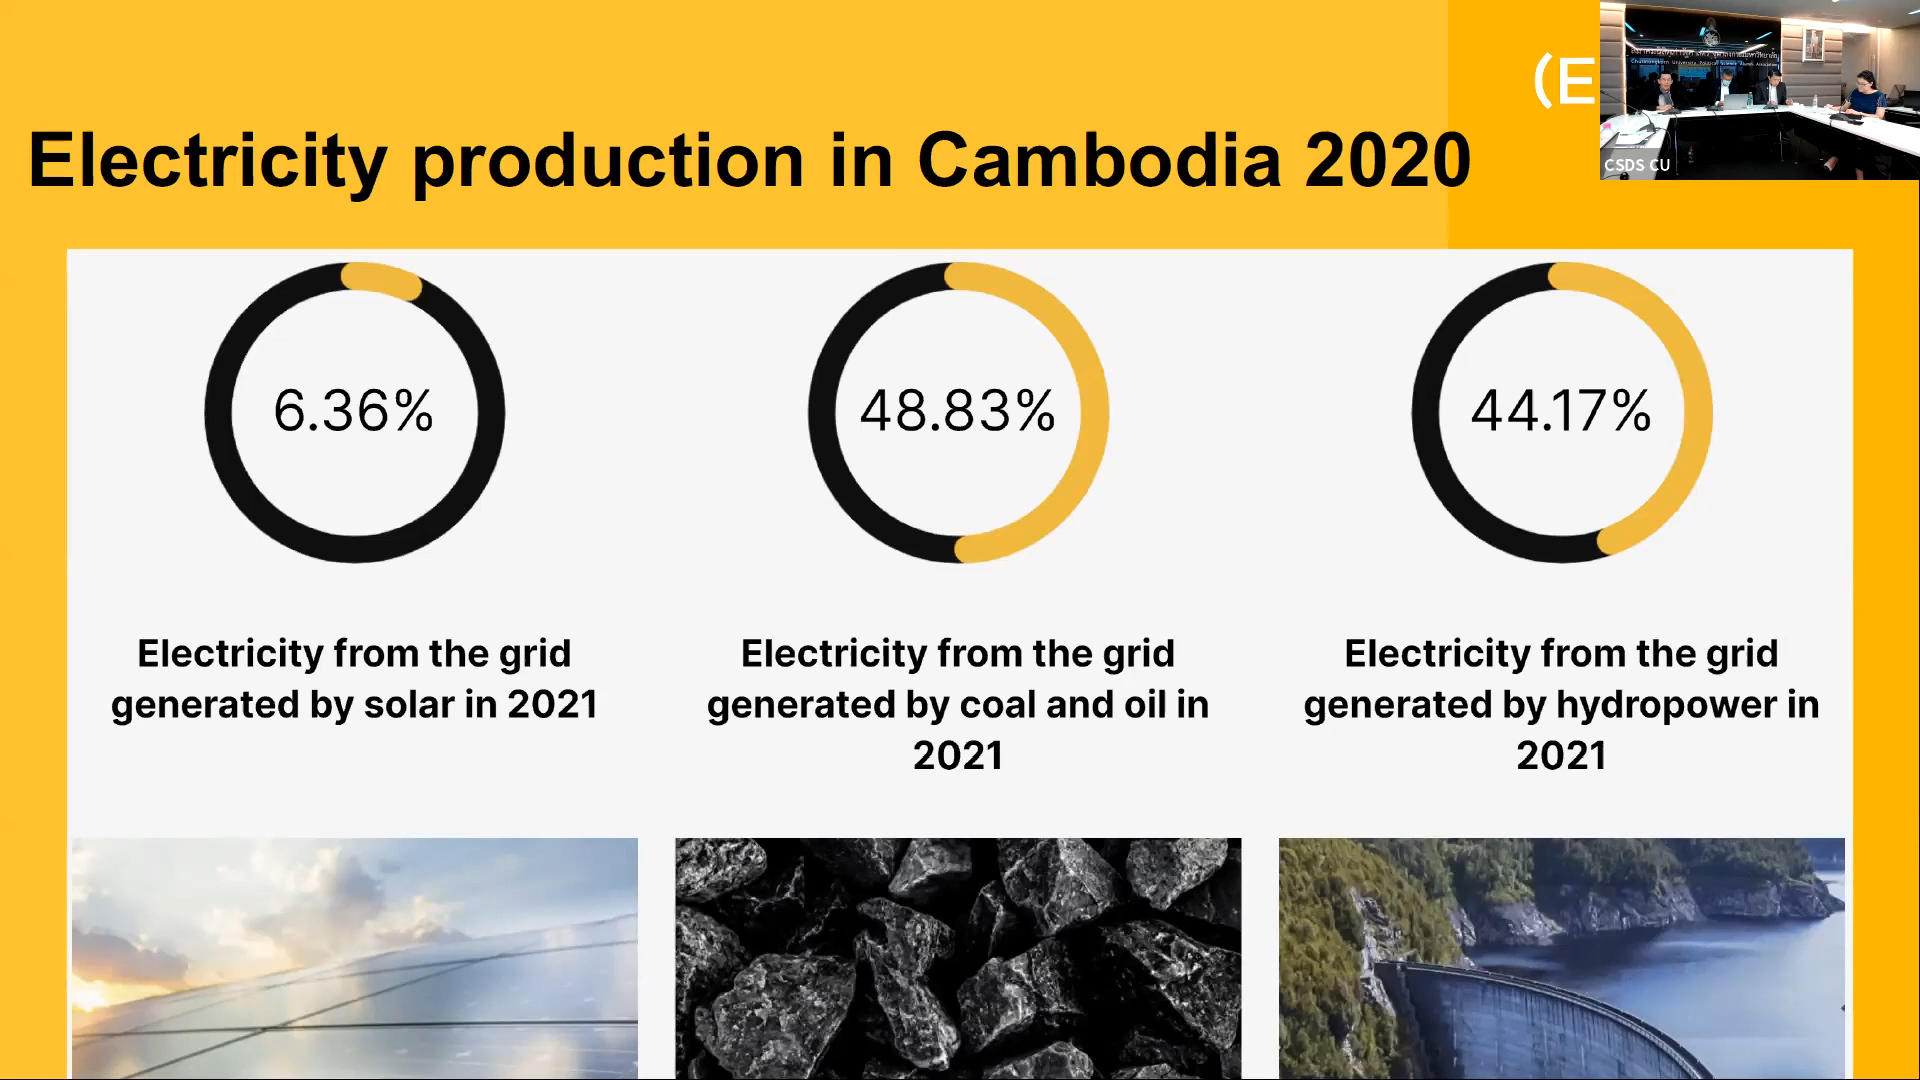 (E
Electricity production in Cambodia 2020
CSDS CU
6.36%
48.83%
44.17%
Electricity from the grid
generated by solar in 2021
Electricity from the grid
generated by coal and oil in
2021
Electricity from the grid
generated by hydropower in
2021